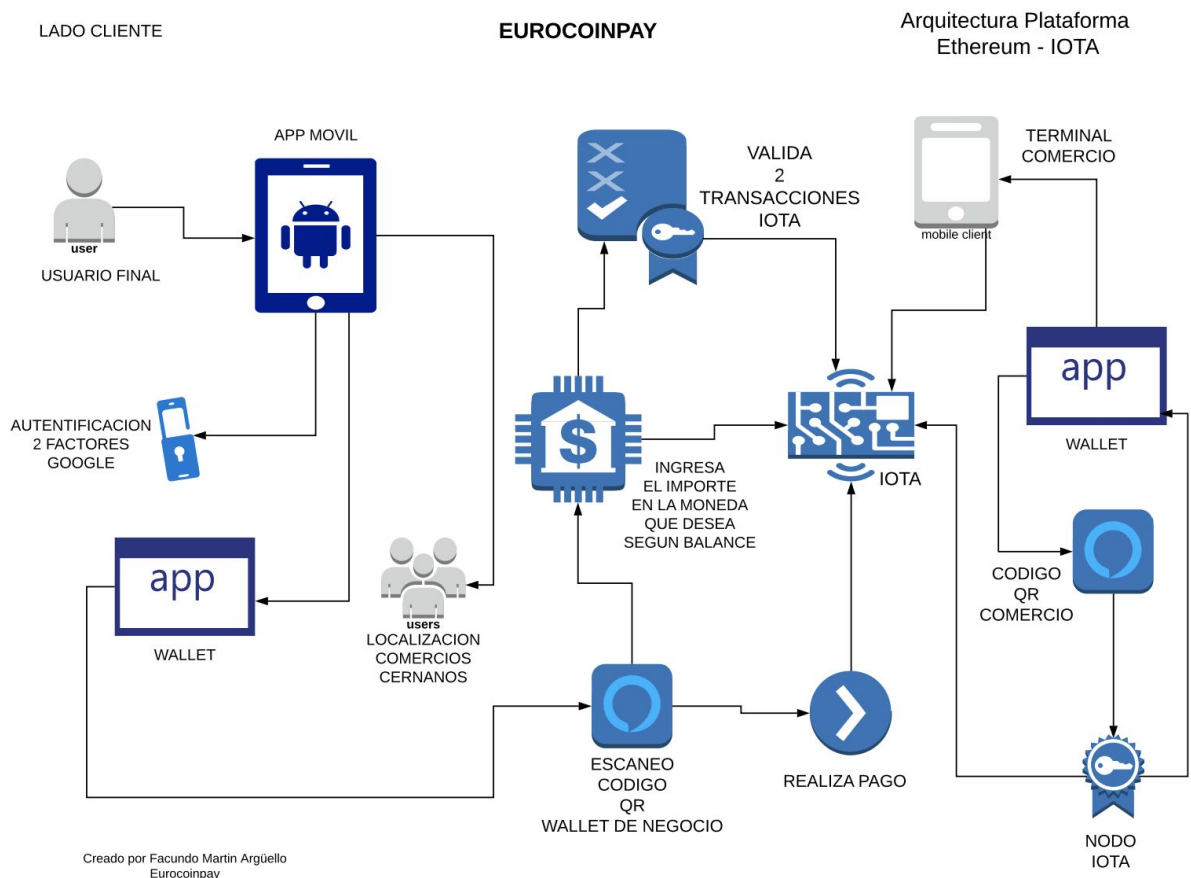 LADO CLIENTE
EUROCOINPAY
Arquitectura Plataforma
Ethereum - IOTA
APP MOVIL
user
USUARIO FINAL
AUTENTIFICACION
2 FACTORES
GOOGLE
app
WALLET
users
LOCALIZACION
COMERCIOS
CERNANOS
VALIDA
2
TRANSACCIONES
IOTA
$
INGRESA
EL IMPORTE
EN LA MONEDA
QUE DESEA
SEGUN BALANCE
IOTA
ESCANEO
CODIGO
QR
WALLET DE NEGOCIO
REALIZA PAGO
TERMINAL
COMERCIO
mobile client
app
WALLET
CODIGO
QR
COMERCIO
NODO
IOTA
Creado por Facundo Martin Argüello
Eurocoinpay